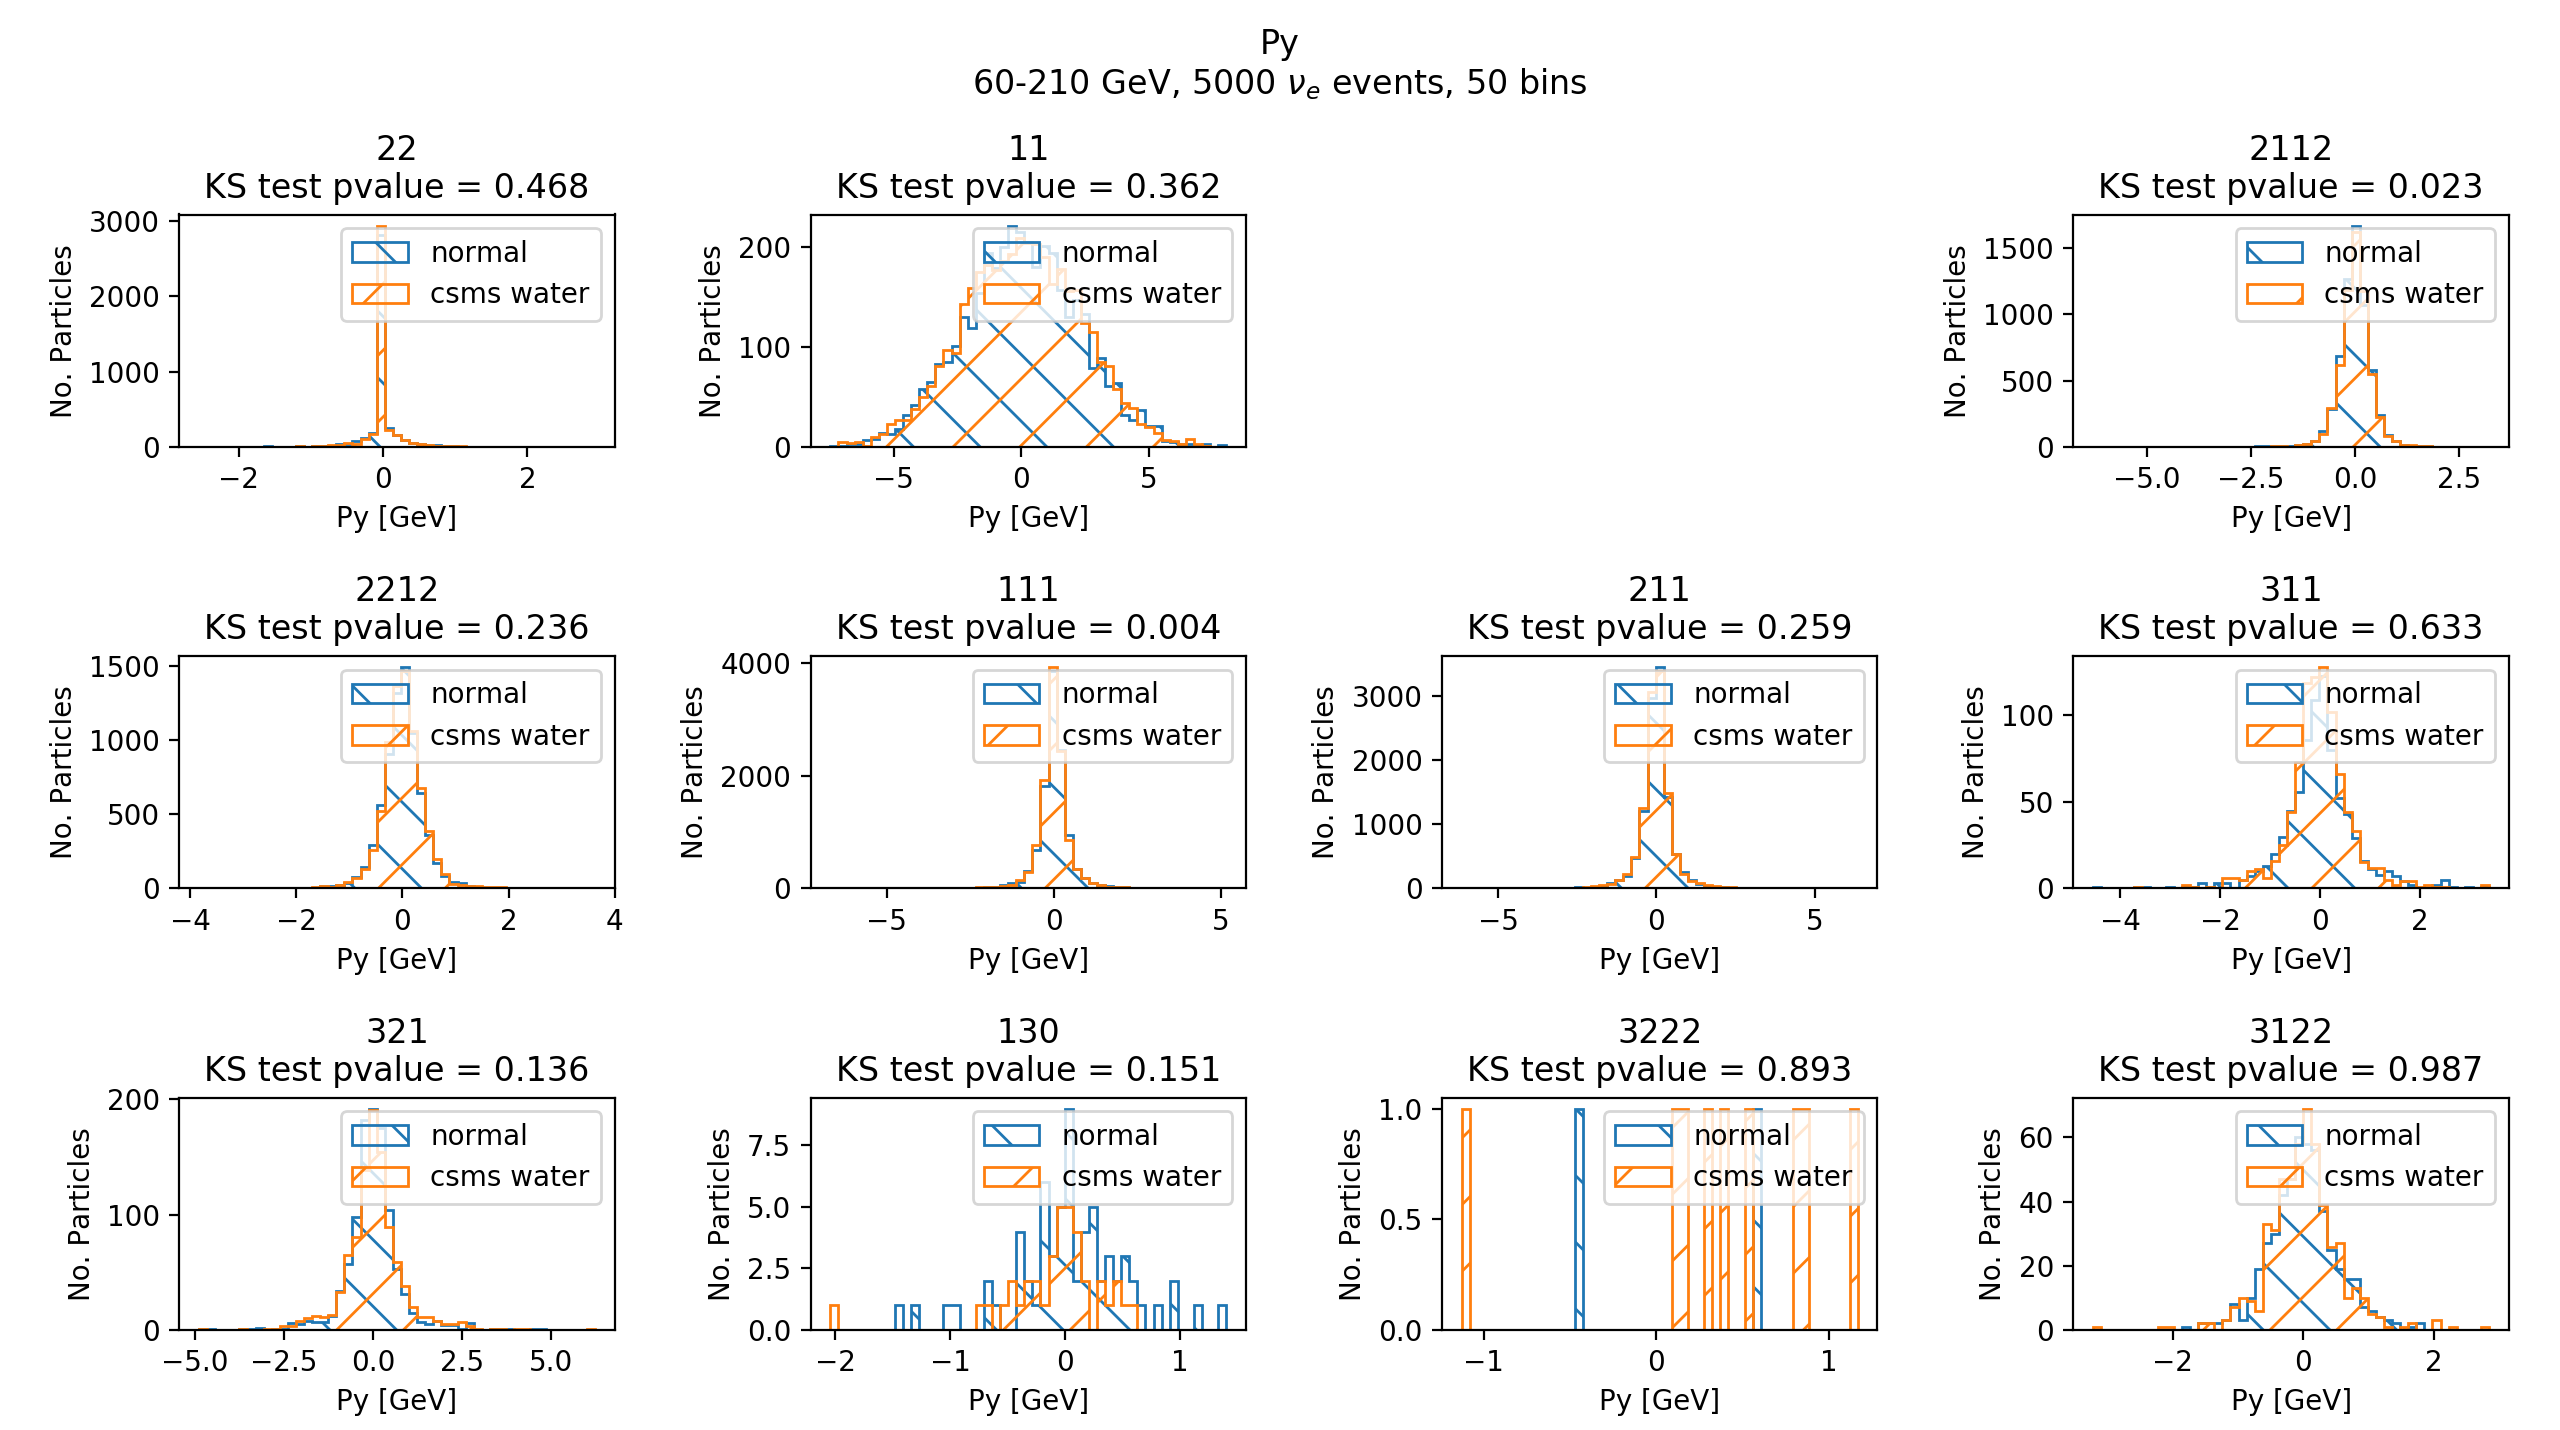 Py
60-210 GeV, 5000 νe events, 50 bins
22
KS test pvalue = 0.468
No. Particles
3000
2000
1000
0
normal
csms water
−2
0
2
Py [GeV]
11
KS test pvalue = 0.362
No. Particles
200
100
0
normal
csms water
−5
0
5
Py [GeV]
2112
KS test pvalue = 0.023
No. Particles
1500
1000
500
0
normal
csms water
−5.0
−2.5
0.0
2.5
Py [GeV]
2212
KS test pvalue = 0.236
No. Particles
1500
1000
500
0
normal
csms water
−4
−2
0
2
4
Py [GeV]
111
KS test pvalue = 0.004
No. Particles
4000
2000
0
normal
csms water
−5
0
5
Py [GeV]
211
KS test pvalue = 0.259
No. Particles
3000
2000
1000
0
normal
csms water
−5
0
5
Py [GeV]
311
KS test pvalue = 0.633
No. Particles
100
50
0
normal
csms water
−4
−2
0
2
Py [GeV]
321
KS test pvalue = 0.136
No. Particles
200
100
0
normal
csms water
−5.0
−2.5
0.0
2.5
5.0
Py [GeV]
130
KS test pvalue = 0.151
No. Particles
7.5
5.0
2.5
0.0
normal
csms water
−2
−1
0
1
Py [GeV]
3222
KS test pvalue = 0.893
No. Particles
1.0
0.5
0.0
normal
csms water
−1
0
1
Py [GeV]
3122
KS test pvalue = 0.987
No. Particles
60
40
20
0
normal
csms water
−2
0
2
Py [GeV]